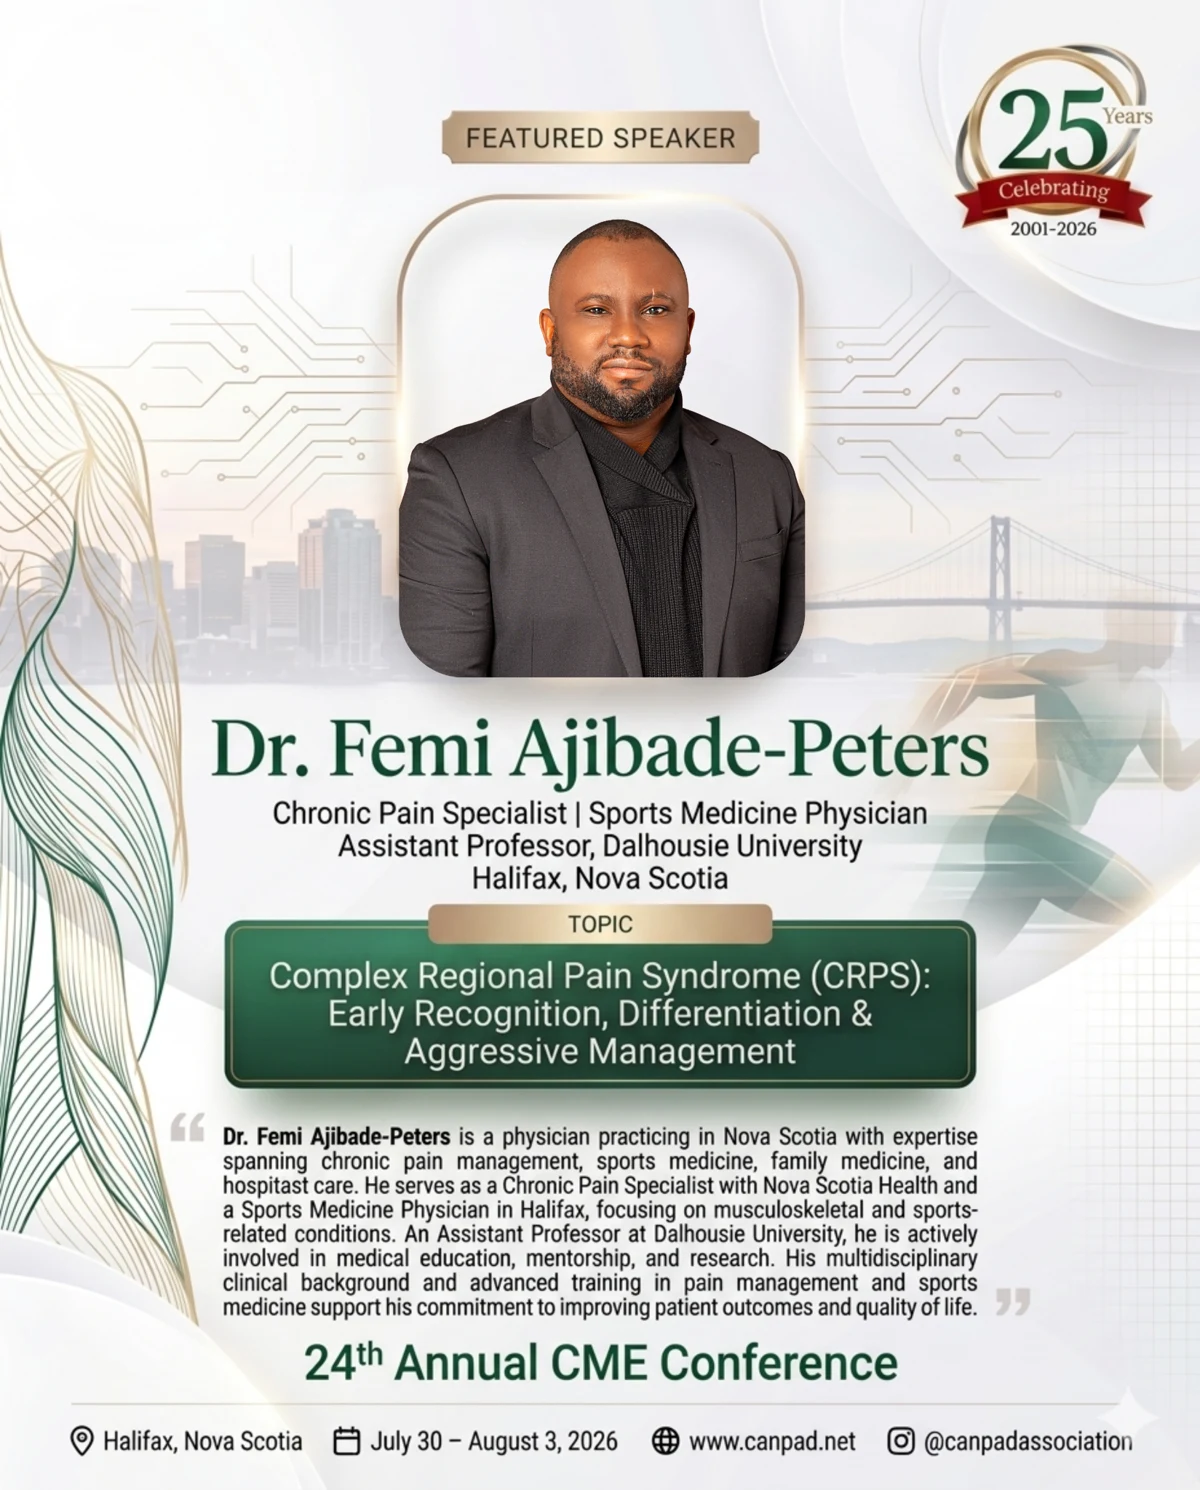 FEATURED SPEAKER
25 Years
Celebrating
2001-2026
Dr. Femi Ajibade-Peters
Chronic Pain Specialist | Sports Medicine Physician
Assistant Professor, Dalhousie University
Halifax, Nova Scotia
TOPIC
Complex Regional Pain Syndrome (CRPS):
Early Recognition, Differentiation &
Aggressive Management
“ Dr. Femi Ajibade-Peters is a physician practicing in Nova Scotia with expertise
spanning chronic pain management, sports medicine, family medicine, and
hospitast care. He serves as a Chronic Pain Specialist with Nova Scotia Health and
a Sports Medicine Physician in Halifax, focusing on musculoskeletal and sports-
related conditions. An Assistant Professor at Dalhousie University, he is actively
involved in medical education, mentorship, and research. His multidisciplinary
clinical background and advanced training in pain management and sports
medicine support his commitment to improving patient outcomes and quality of life. ”
24th Annual CME Conference
Halifax, Nova Scotia
July 30 – August 3, 2026
www.canpad.net
@canpadassociation